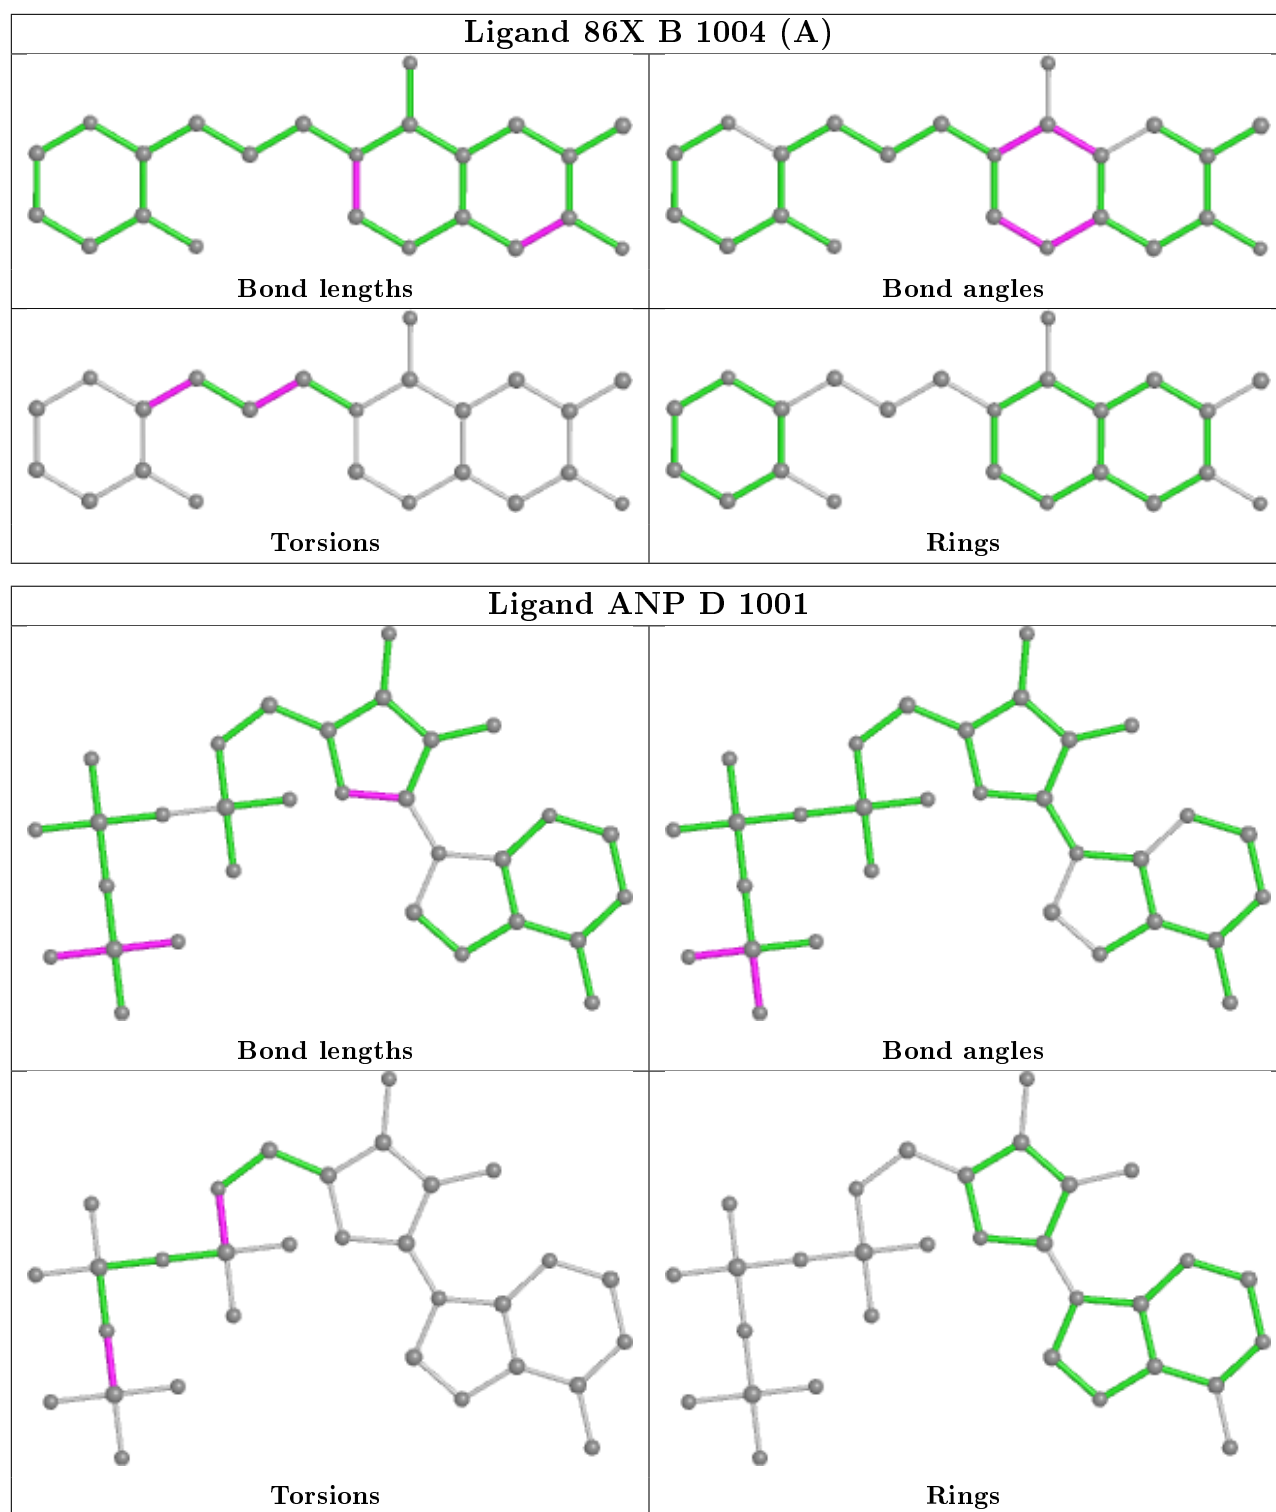 Ligand 86X B 1004 (A)
Bond lengths
Bond angles
Torsions
Rings
Ligand ANP D 1001
Bond lengths
Bond angles
Torsions
Rings